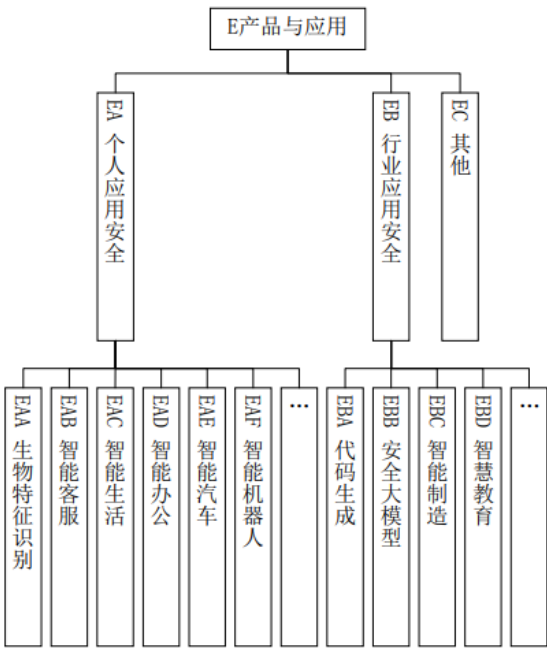 E产品与应用
EA 个人应用安全
EB 行业应用安全
EC 其他
EAA 生物特征识别
EAB 智能客服
EAC 智能生活
EAD 智能办公
EAE 智能汽车
EAF 智能机器人
…
EBA 代码生成
EBB 安全大模型
EBC 智能制造
EBD 智慧教育
…